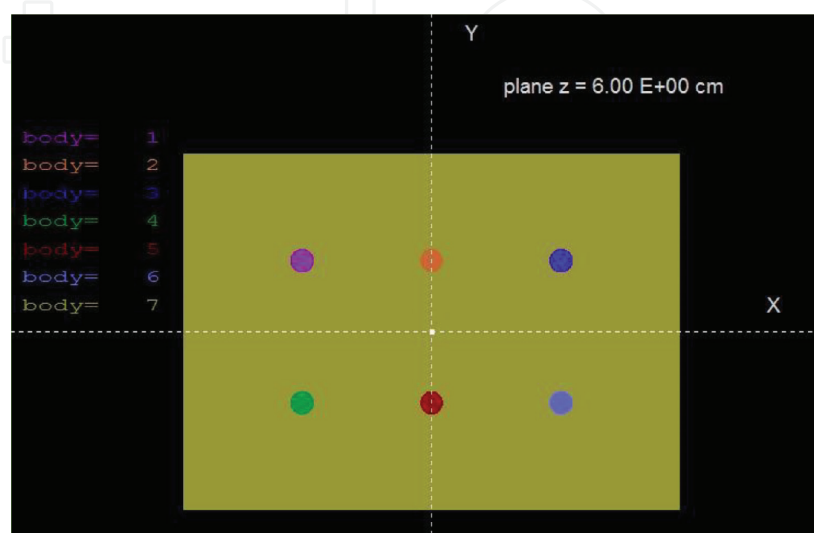 Y
plane z = 6.00 E+00 cm
body= 1
body= 2
body= 3
body= 4
body= 5
body= 6
body= 7
X